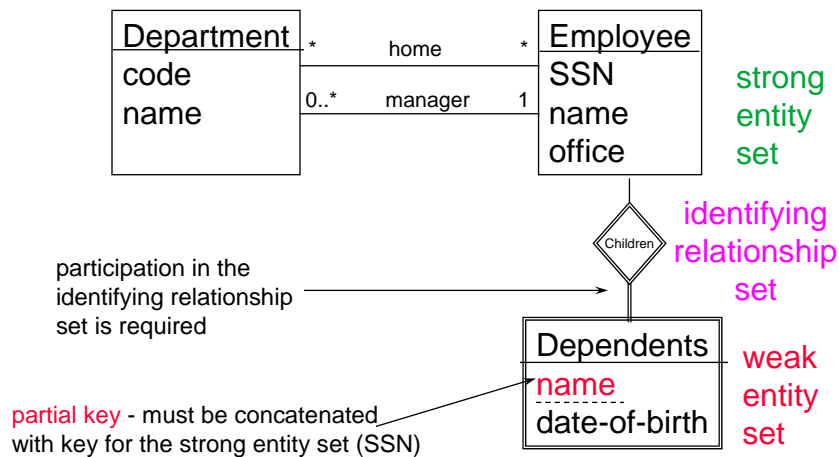 Department
code
name
* home *
0..* manager 1
Employee
SSN
name
office
strong
entity
set
Children
identifying
relationship
set
participation in the
identifying relationship
set is required
Dependents
name
date-of-birth
weak
entity
set
partial key - must be concatenated
with key for the strong entity set (SSN)